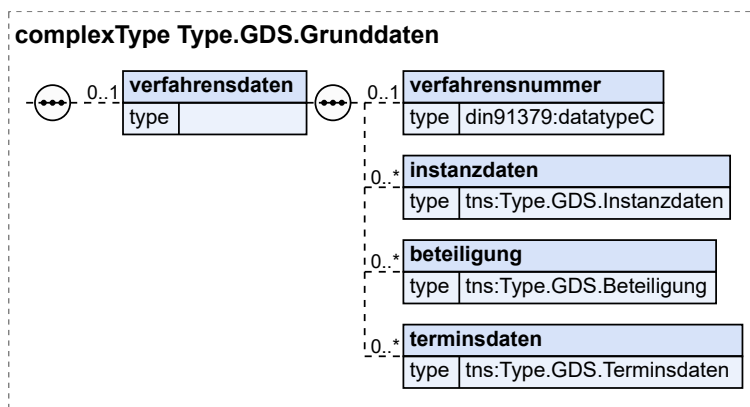 complexType Type.GDS.Grunddaten
0..1
verfahrensdaten
type
0..1
verfahrensnummer
type din91379:datatypeC
0..*
instanzdaten
type tns:Type.GDS.Instanzdaten
0..*
beteiligung
type tns:Type.GDS.Beteiligung
0..*
terminsdaten
type tns:Type.GDS.Terminsdaten